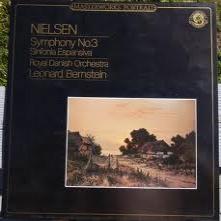 MASTERWORKS PORTRAIT
NIELSEN
Symphony No.3
Sinfonia Espansiva
Royal Danish Orchestra
Leonard Bernstein